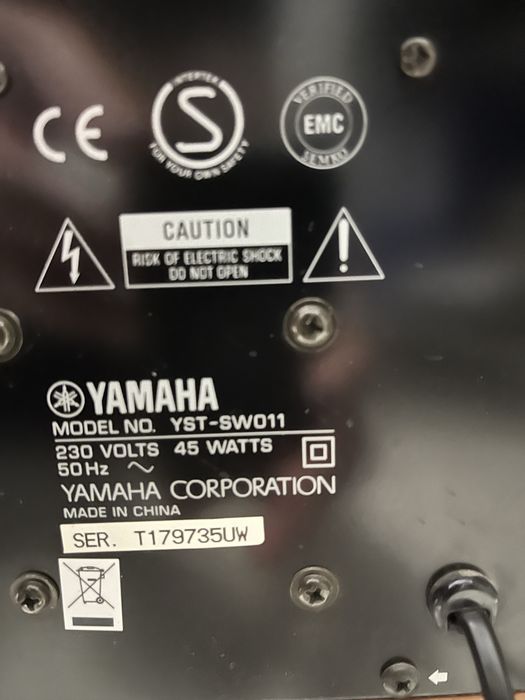 CE
INTERTEK
S
FOR YOUR OWN SAFETY
VERIFIED
EMC
SEMKO
CAUTION
RISK OF ELECTRIC SHOCK
DO NOT OPEN
YAMAHA
MODEL NO. YST-SW011
230 VOLTS 45 WATTS
50Hz ~
YAMAHA CORPORATION
MADE IN CHINA
SER. T179735UW